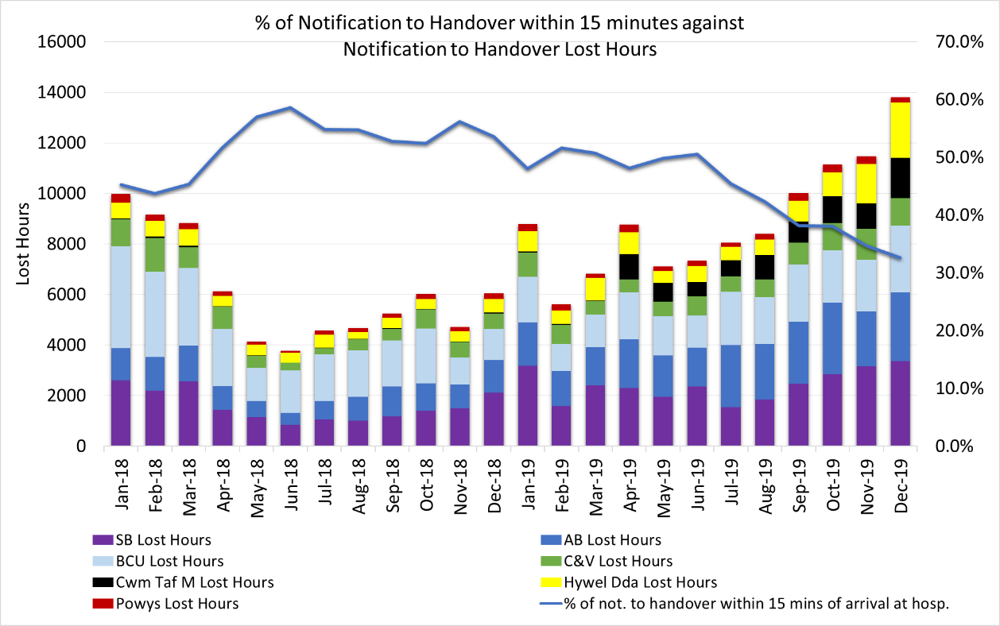 % of Notification to Handover within 15 minutes against
Notification to Handover Lost Hours
16000
14000
12000
10000
8000
6000
4000
2000
0
Lost Hours
70.0%
60.0%
50.0%
40.0%
30.0%
20.0%
10.0%
0.0%
Jan-18
Feb-18
Mar-18
Apr-18
May-18
Jun-18
Jul-18
Aug-18
Sep-18
Oct-18
Nov-18
Dec-18
Jan-19
Feb-19
Mar-19
Apr-19
May-19
Jun-19
Jul-19
Aug-19
Sep-19
Oct-19
Nov-19
Dec-19
SB Lost Hours
AB Lost Hours
BCU Lost Hours
C&V Lost Hours
Cwm Taf M Lost Hours
Hywel Dda Lost Hours
Powys Lost Hours
% of not. to handover within 15 mins of arrival at hosp.